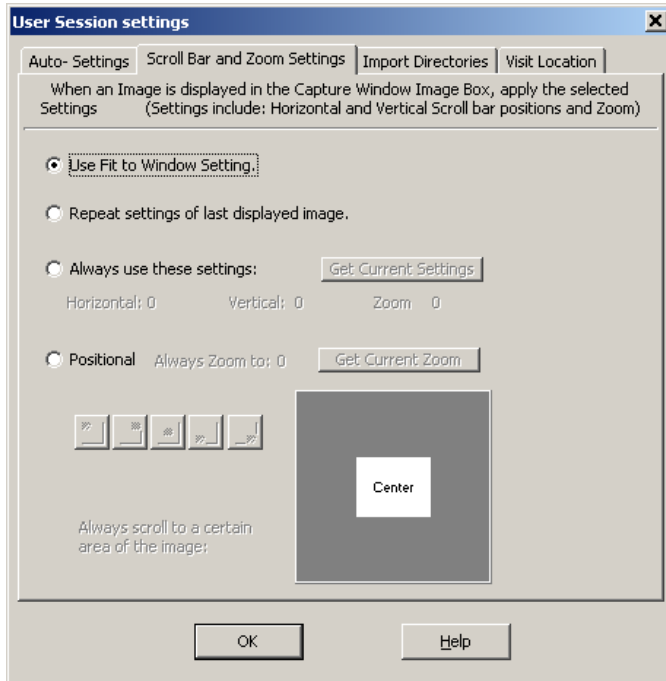 User Session settings
Auto- Settings
Scroll Bar and Zoom Settings
Import Directories
Visit Location
When an Image is displayed in the Capture Window Image Box, apply the selected
Settings (Settings include: Horizontal and Vertical Scroll bar positions and Zoom)
Use Fit to Window Setting.
Repeat settings of last displayed image.
Always use these settings: Get Current Settings
Horizontal: 0 Vertical: 0 Zoom 0
Positional Always Zoom to: 0 Get Current Zoom
Center
Always scroll to a certain
area of the image:
OK Help